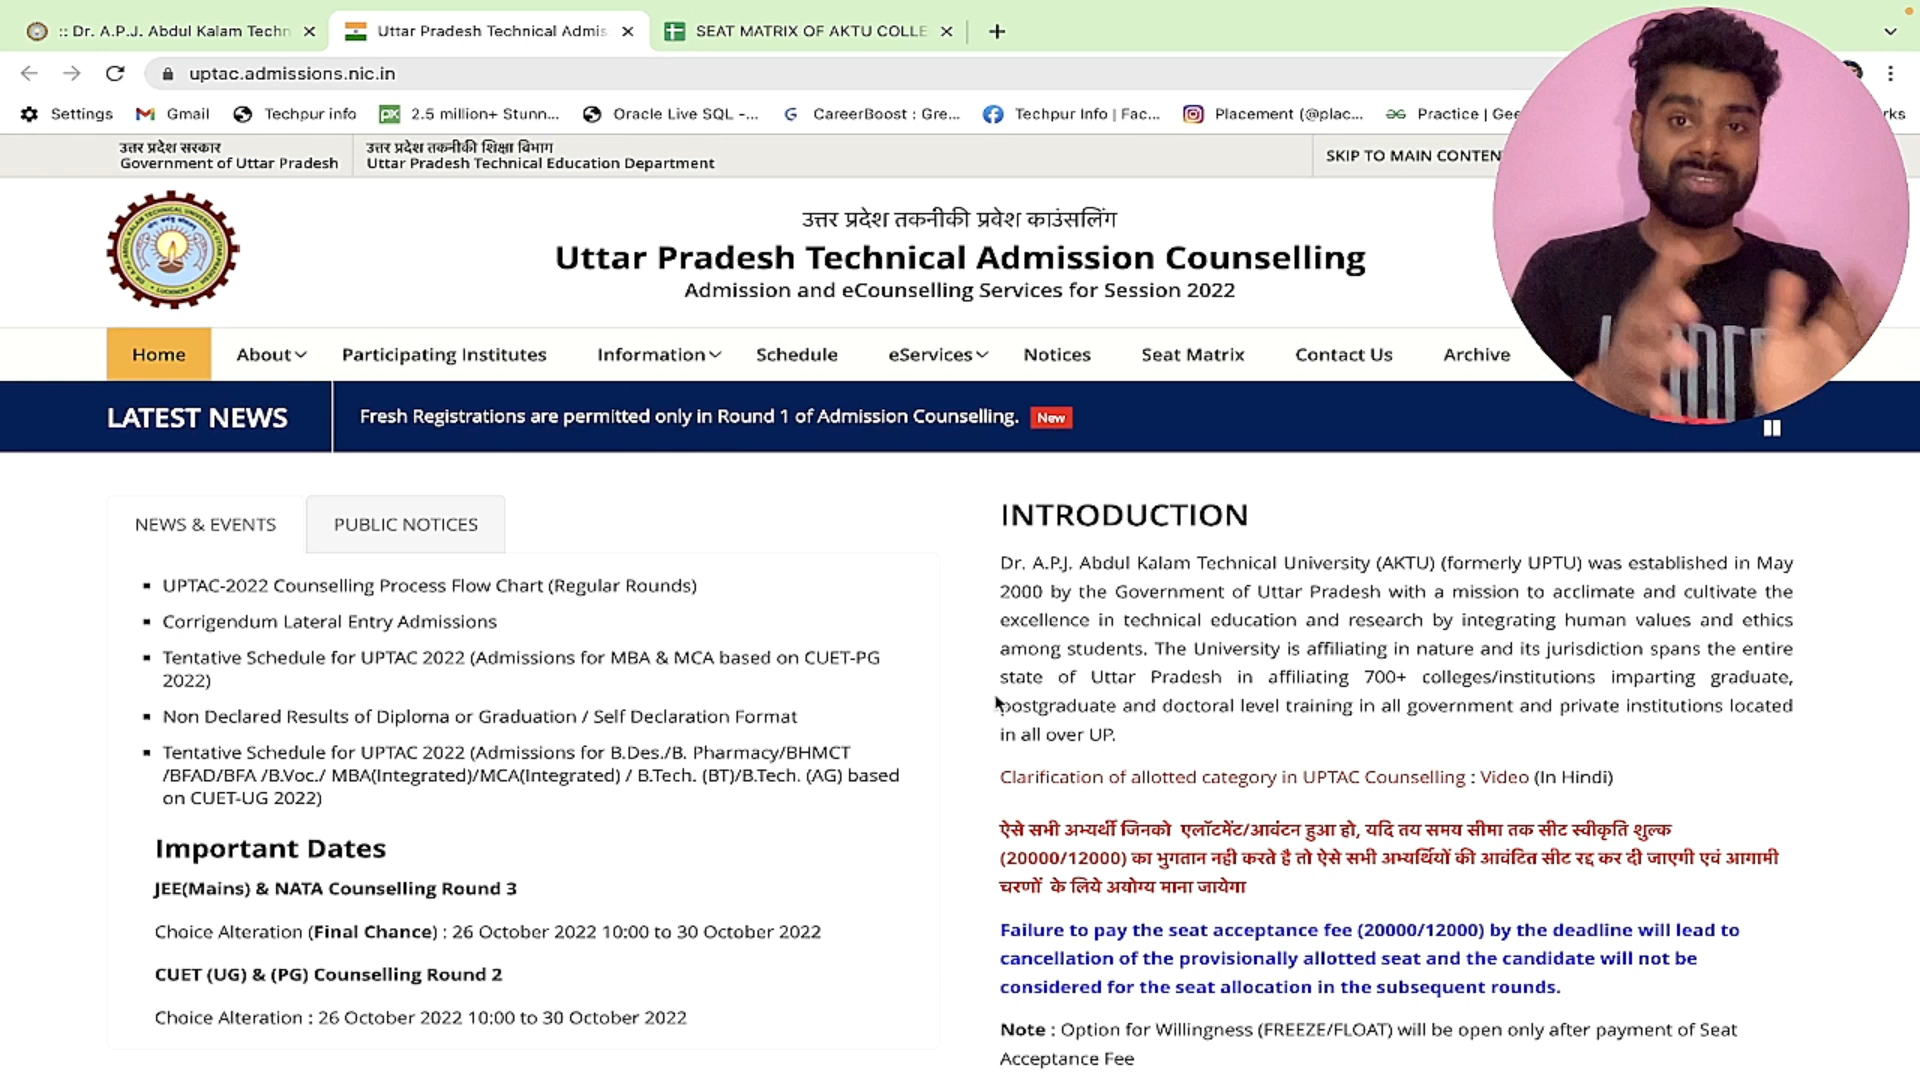 :: Dr. A.P.J. Abdul Kalam Techn
Uttar Pradesh Technical Admis
SEAT MATRIX OF AKTU COLLE
uptac.admissions.nic.in
Settings
Gmail
Techpur info
2.5 million+ Stunn...
Oracle Live SQL -...
CareerBoost : Gre...
Techpur Info | Fac...
Placement (@plac...
Practice | Gee
rks
उत्तर प्रदेश सरकार
Government of Uttar Pradesh
उत्तर प्रदेश तकनीकी शिक्षा विभाग
Uttar Pradesh Technical Education Department
SKIP TO MAIN CONTEN
उत्तर प्रदेश तकनीकी प्रवेश काउंसलिंग
Uttar Pradesh Technical Admission Counselling
Admission and eCounselling Services for Session 2022
Home
About
Participating Institutes
Information
Schedule
eServices
Notices
Seat Matrix
Contact Us
Archive
LATEST NEWS
Fresh Registrations are permitted only in Round 1 of Admission Counselling.
New
NEWS & EVENTS
PUBLIC NOTICES
UPTAC-2022 Counselling Process Flow Chart (Regular Rounds)
Corrigendum Lateral Entry Admissions
Tentative Schedule for UPTAC 2022 (Admissions for MBA & MCA based on CUET-PG
2022)
Non Declared Results of Diploma or Graduation / Self Declaration Format
Tentative Schedule for UPTAC 2022 (Admissions for B.Des./B. Pharmacy/BHMCT
/BFAD/BFA /B.Voc./ MBA(Integrated)/MCA(Integrated) / B.Tech. (BT)/B.Tech. (AG) based
on CUET-UG 2022)
Important Dates
JEE(Mains) & NATA Counselling Round 3
Choice Alteration (Final Chance) : 26 October 2022 10:00 to 30 October 2022
CUET (UG) & (PG) Counselling Round 2
Choice Alteration : 26 October 2022 10:00 to 30 October 2022
INTRODUCTION
Dr. A.P.J. Abdul Kalam Technical University (AKTU) (formerly UPTU) was established in May
2000 by the Government of Uttar Pradesh with a mission to acclimate and cultivate the
excellence in technical education and research by integrating human values and ethics
among students. The University is affiliating in nature and its jurisdiction spans the entire
state of Uttar Pradesh in affiliating 700+ colleges/institutions imparting graduate,
postgraduate and doctoral level training in all government and private institutions located
in all over UP.
Clarification of allotted category in UPTAC Counselling : Video (In Hindi)
ऐसे सभी अभ्यर्थी जिनको एलॉटमेंट/आवंटन हुआ हो, यदि तय समय सीमा तक सीट स्वीकृति शुल्क
(20000/12000) का भुगतान नही करते है तो ऐसे सभी अभ्यर्थियों की आवंटित सीट रद्द कर दी जाएगी एवं आगामी
चरणों के लिये अयोग्य माना जायेगा
Failure to pay the seat acceptance fee (20000/12000) by the deadline will lead to
cancellation of the provisionally allotted seat and the candidate will not be
considered for the seat allocation in the subsequent rounds.
Note : Option for Willingness (FREEZE/FLOAT) will be open only after payment of Seat
Acceptance Fee